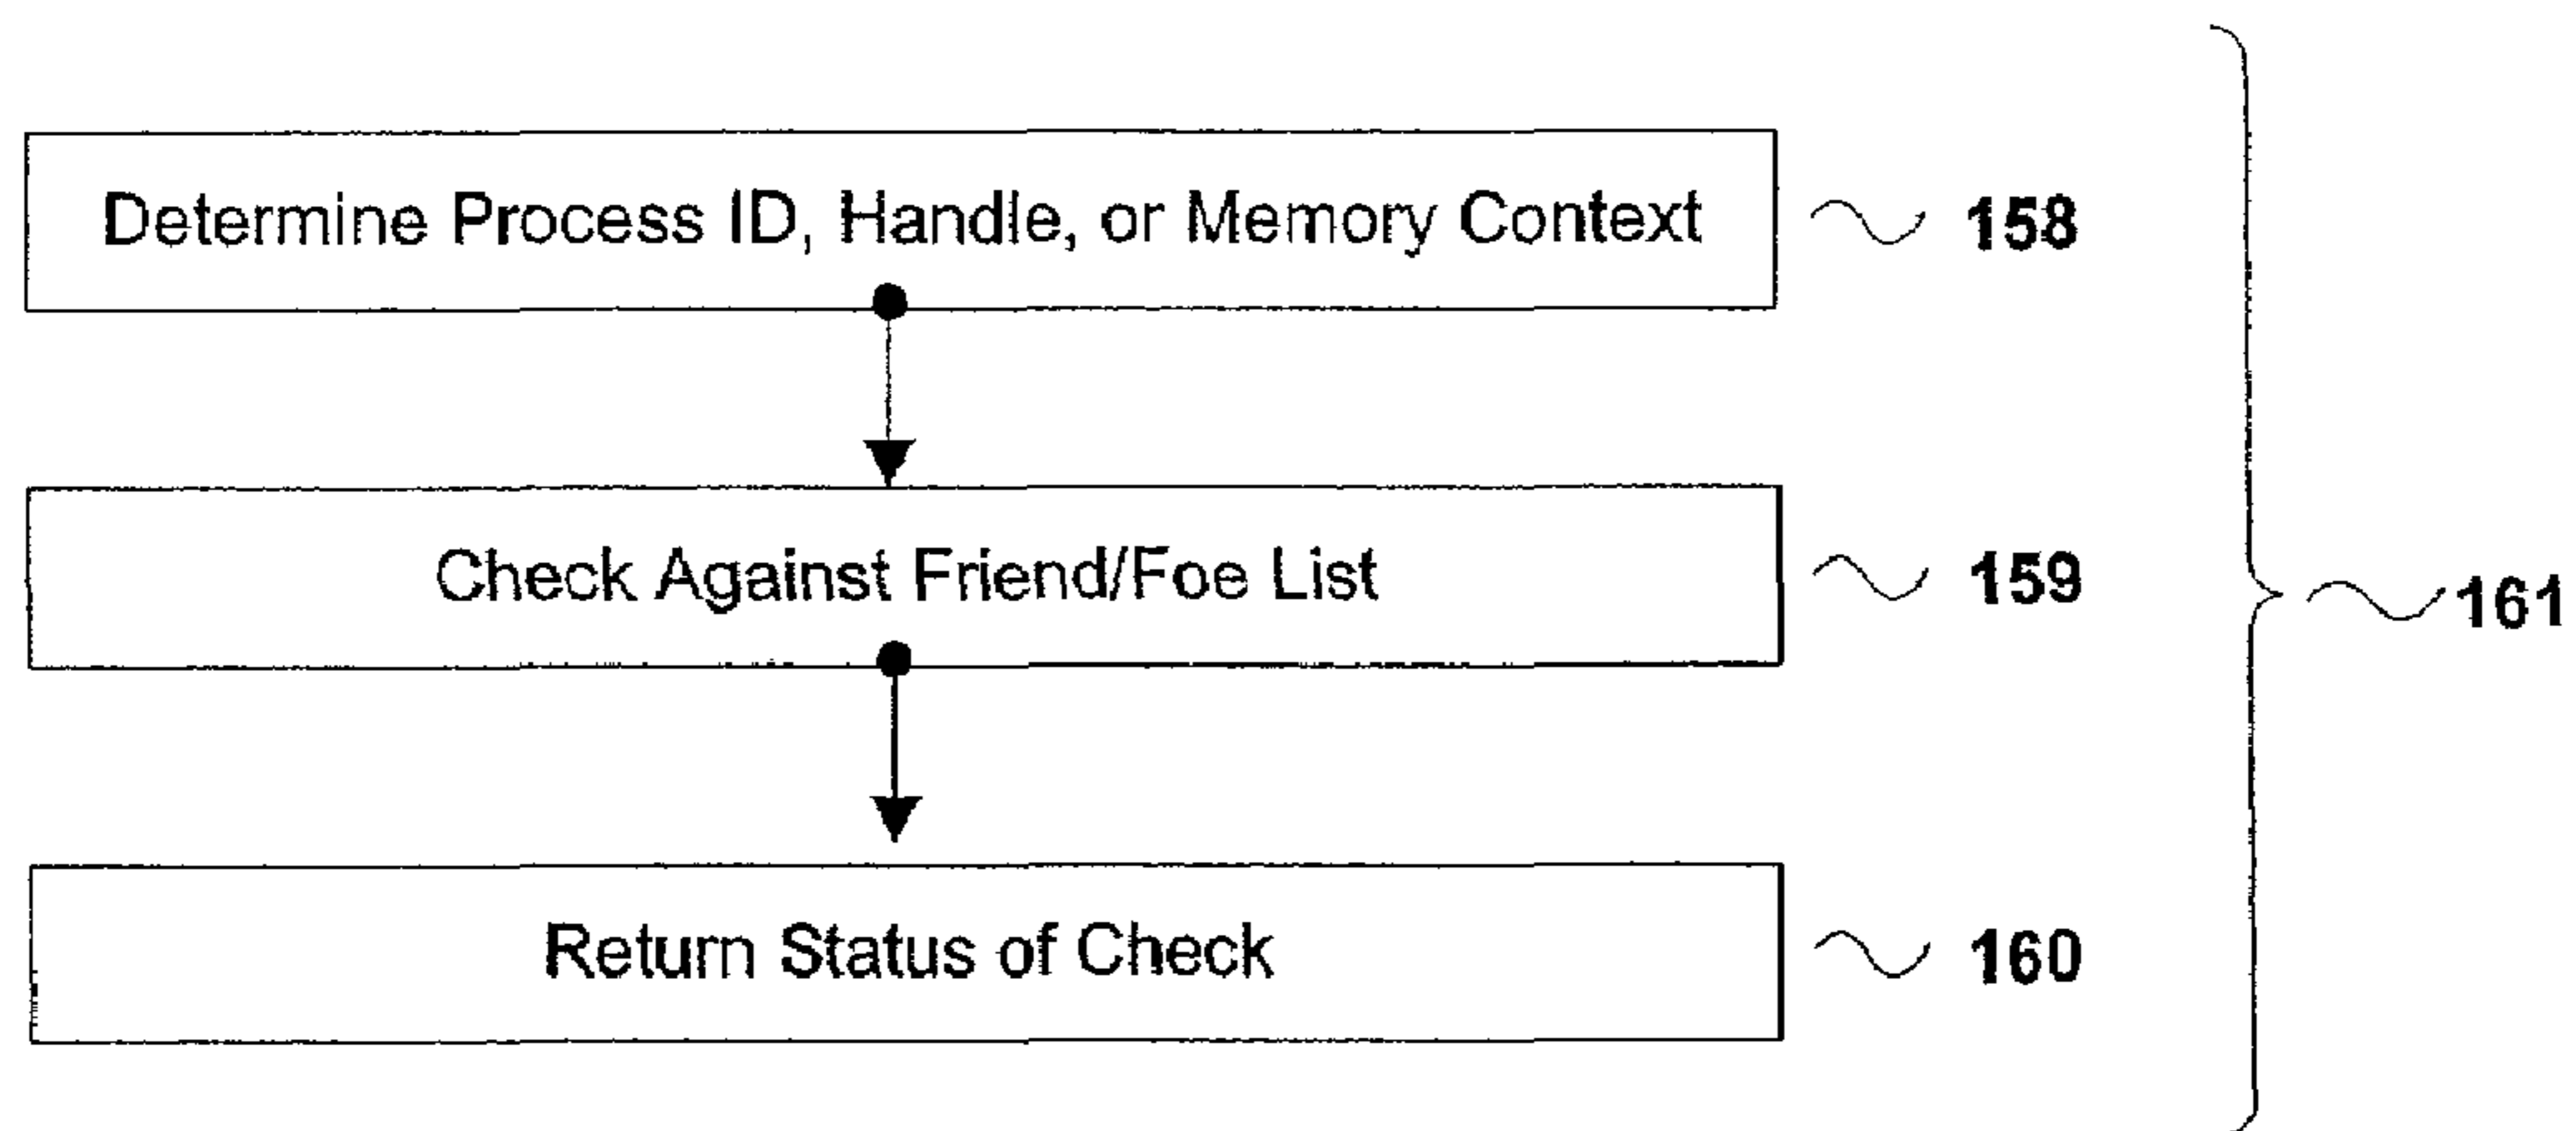 Determine Process ID, Handle, or Memory Context
158
Check Against Friend/Foe List
159
161
Return Status of Check
160